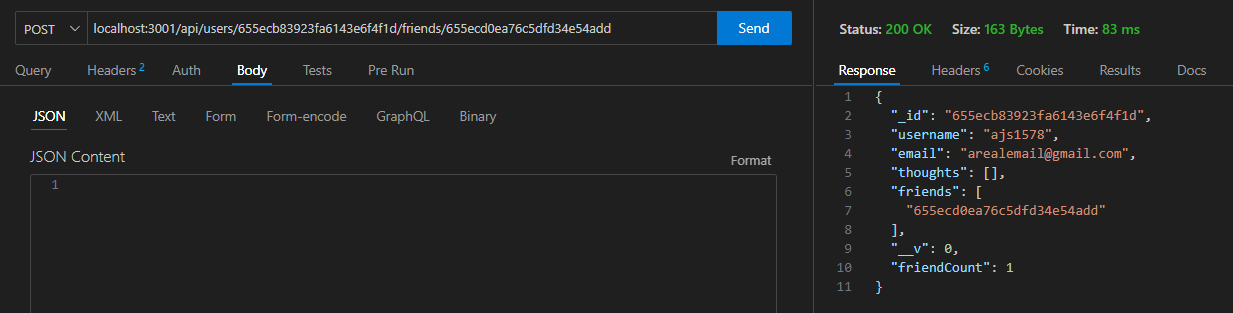 POST localhost:3001/api/users/655ecb83923fa6143e6f4f1d/friends/655ecd0ea76c5dfd34e54add Send
Query Headers 2 Auth Body Tests Pre Run
JSON XML Text Form Form-encode GraphQL Binary
JSON Content Format
1
Status: 200 OK Size: 163 Bytes Time: 83 ms
Response Headers 6 Cookies Results Docs
1 {
2 "_id": "655ecb83923fa6143e6f4f1d",
3 "username": "ajs1578",
4 "email": "arealemail@gmail.com",
5 "thoughts": [],
6 "friends": [
7 "655ecd0ea76c5dfd34e54add"
8 ],
9 "__v": 0,
10 "friendCount": 1
11 }